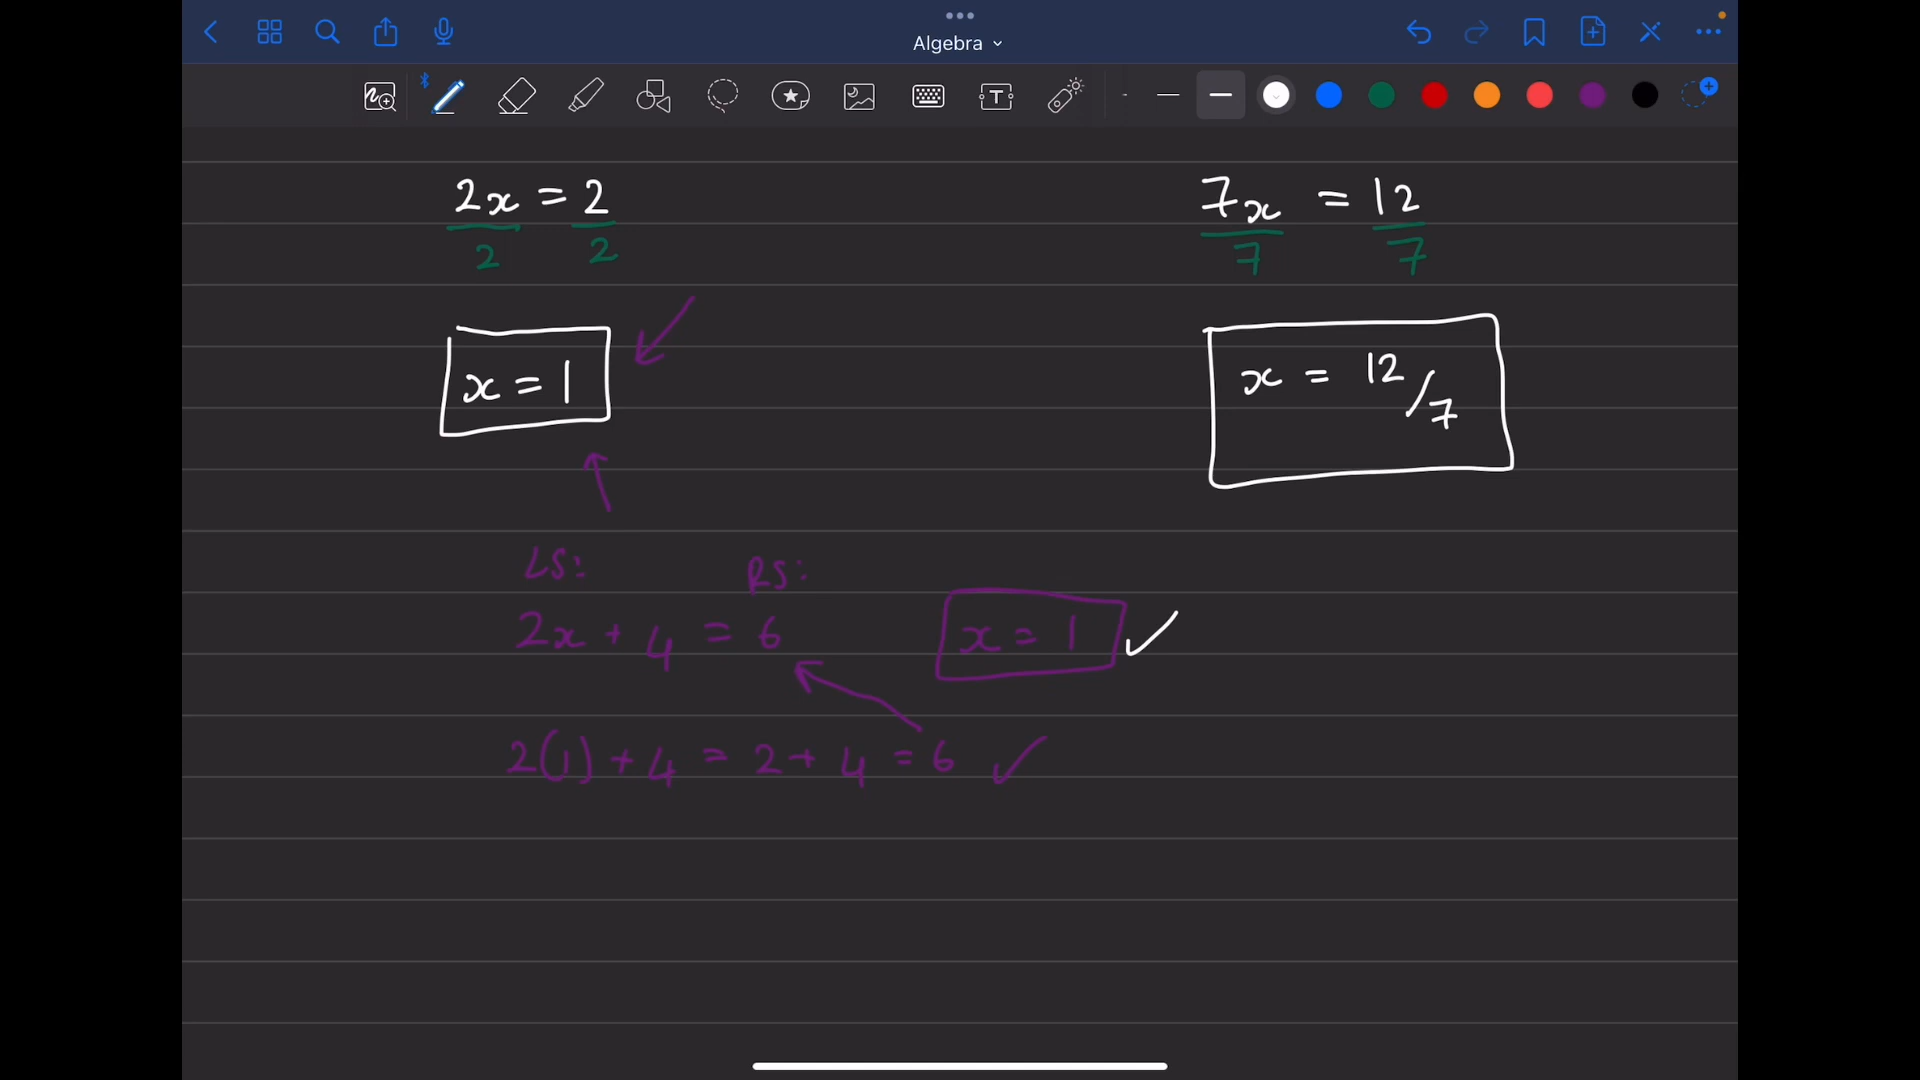 Algebra
2x = 2
2 2
x = 1
7x = 12
7 7
x = 12/7
LS: RS:
2x + 4 = 6
x = 1 ✓
2(1) + 4 = 2 + 4 = 6 ✓